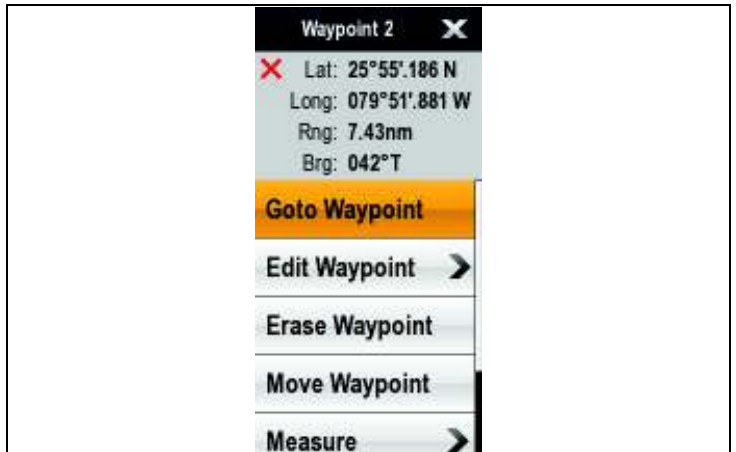 Waypoint 2
Lat: 25°55'.186 N
Long: 079°51'.881 W
Rng: 7.43nm
Brg: 042°T
Goto Waypoint
Edit Waypoint
Erase Waypoint
Move Waypoint
Measure